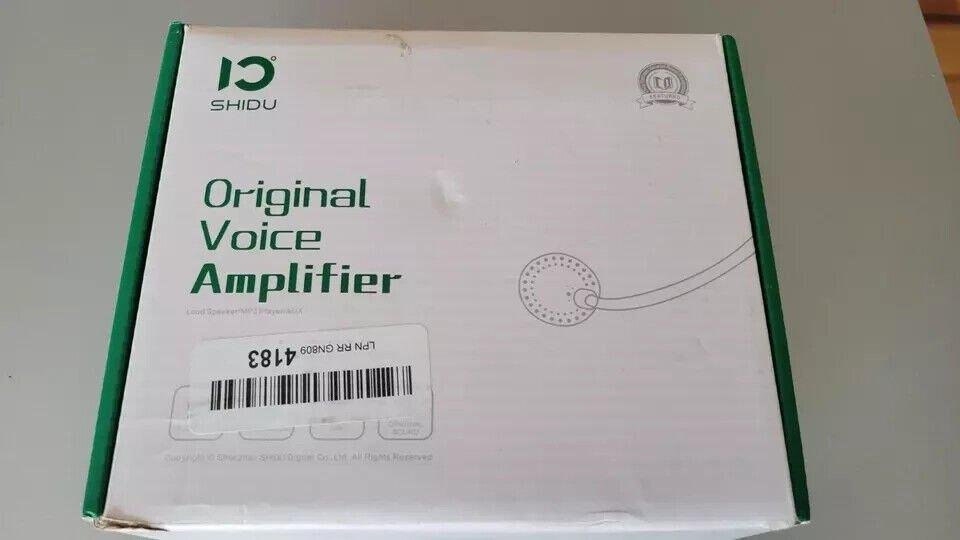 SHIDU
FEATURED
Original
Voice
Amplifier
Loud Speaker/MP3 Player/AUX
LPN RR GN809 4183
ORIGINAL
SOUND
Copyright © Shenzhen SHIDU Digital Co., Ltd. All Rights Reserved